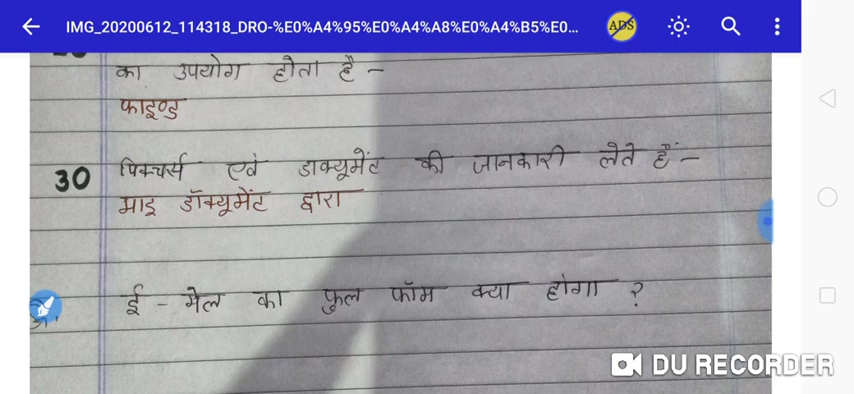 IMG_20200612_114318_DRO-%E0%A4%95%E0%A4%A8%E0%A4%B5%E0...
ADS
का उपयोग होता है -
फाइण्ड
30 पिक्चर्स एवं डाक्यूमेंट की जानकारी लेते हैं -
माइ डॉक्यूमेंट द्वारा
ई - मेल का फुल फॉम क्या होगा ?
DU RECORDER